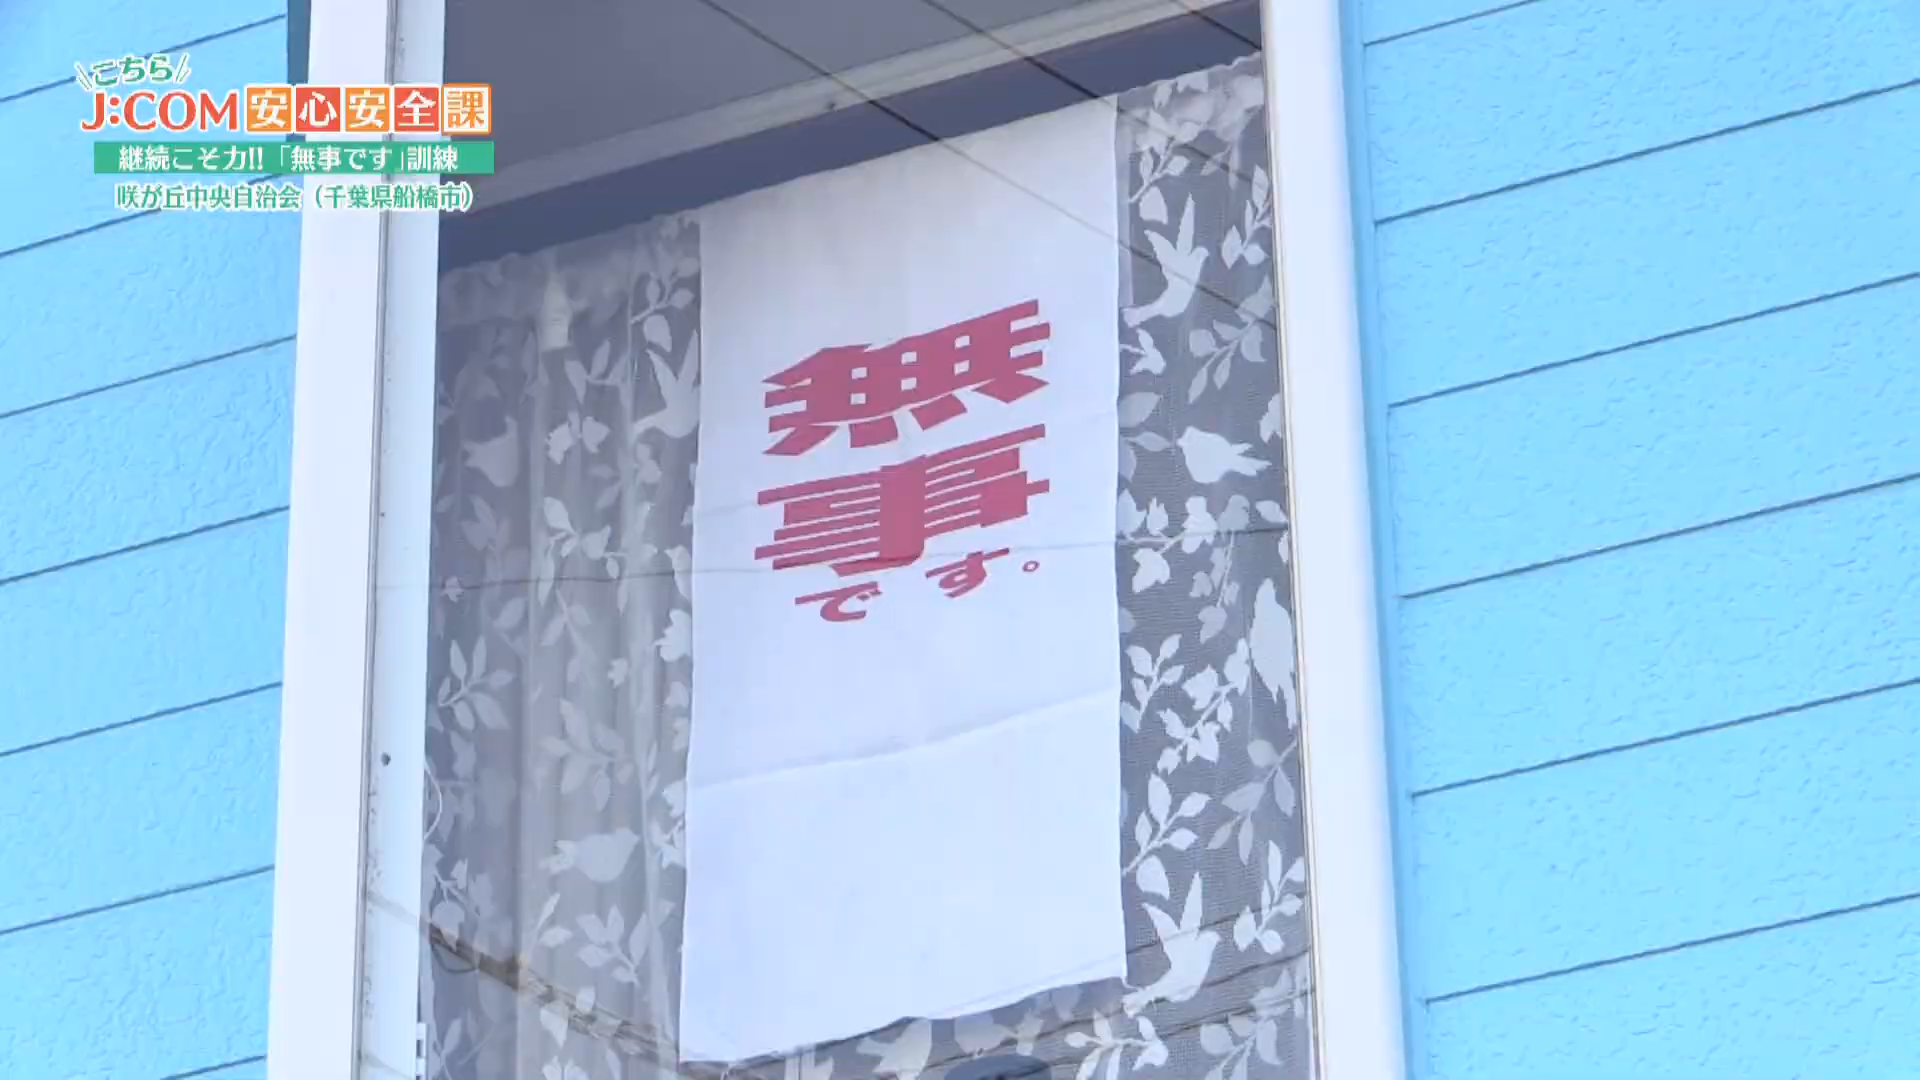 こちら
J:COM安心安全課
継続こそ力!!「無事です」訓練
咲が丘中央自治会（千葉県船橋市）
無
事
です。